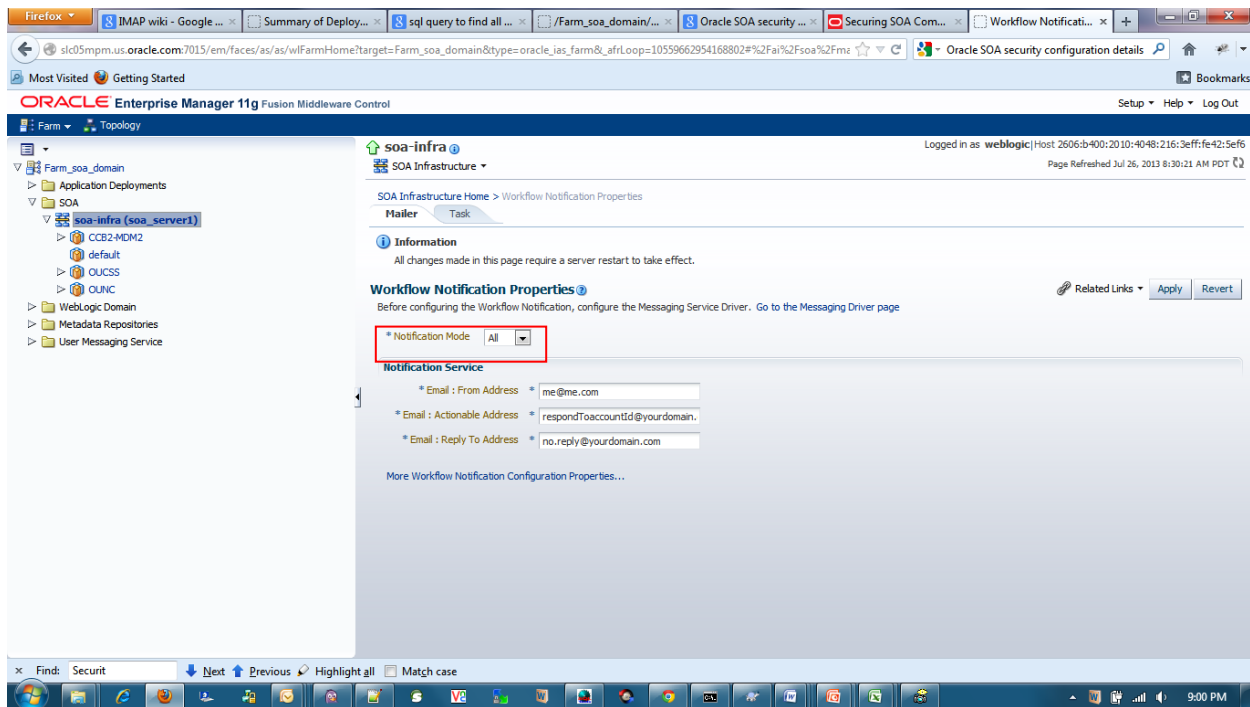 Firefox
IMAP wiki - Google ...
Summary of Deploy...
sql query to find all ...
/Farm_soa_domain/...
Oracle SOA security ...
Securing SOA Com...
Workflow Notificati...
slc05mpm.us.oracle.com:7015/em/faces/as/as/wlFarmHome?target=Farm_soa_domain&type=oracle_ias_farm&_afrLoop=10559662954168802#%2Fai%2Fsoa%2Fma
Oracle SOA security configuration details
Most Visited
Getting Started
Bookmarks
ORACLE Enterprise Manager 11g Fusion Middleware Control
Setup Help Log Out
Farm Topology
Farm_soa_domain
Application Deployments
SOA
soa-infra (soa_server1)
CCB2-MDM2
default
OUCSS
OUNC
WebLogic Domain
Metadata Repositories
User Messaging Service
soa-infra
Logged in as weblogic|Host 2606:b400:2010:4048:216:3eff:fe42:5ef6
SOA Infrastructure
Page Refreshed Jul 26, 2013 8:30:21 AM PDT
SOA Infrastructure Home > Workflow Notification Properties
Mailer Task
Information
All changes made in this page require a server restart to take effect.
Workflow Notification Properties
Related Links Apply Revert
Before configuring the Workflow Notification, configure the Messaging Service Driver. Go to the Messaging Driver page
* Notification Mode All
Notification Service
* Email : From Address * me@me.com
* Email : Actionable Address * respondToaccountId@yourdomain.
* Email : Reply To Address * no.reply@yourdomain.com
More Workflow Notification Configuration Properties...
× Find: Securit Next Previous Highlight all Match case
9:00 PM